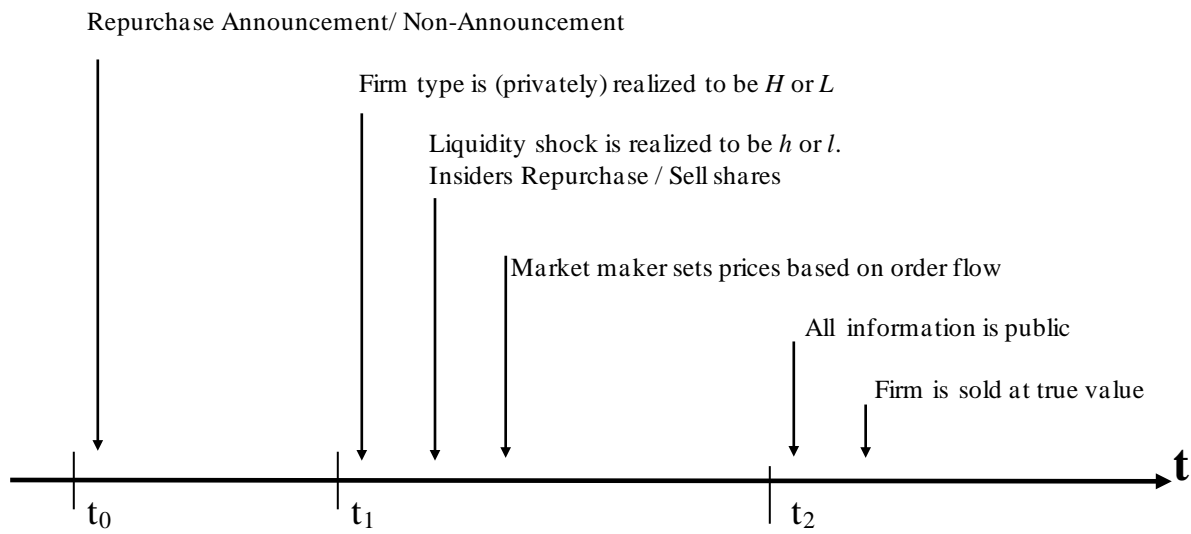 Repurchase Announcement/ Non-Announcement
Firm type is (privately) realized to be H or L
Liquidity shock is realized to be h or l.
Insiders Repurchase / Sell shares
Market maker sets prices based on order flow
All information is public
Firm is sold at true value
t
t₀
t₁
t₂